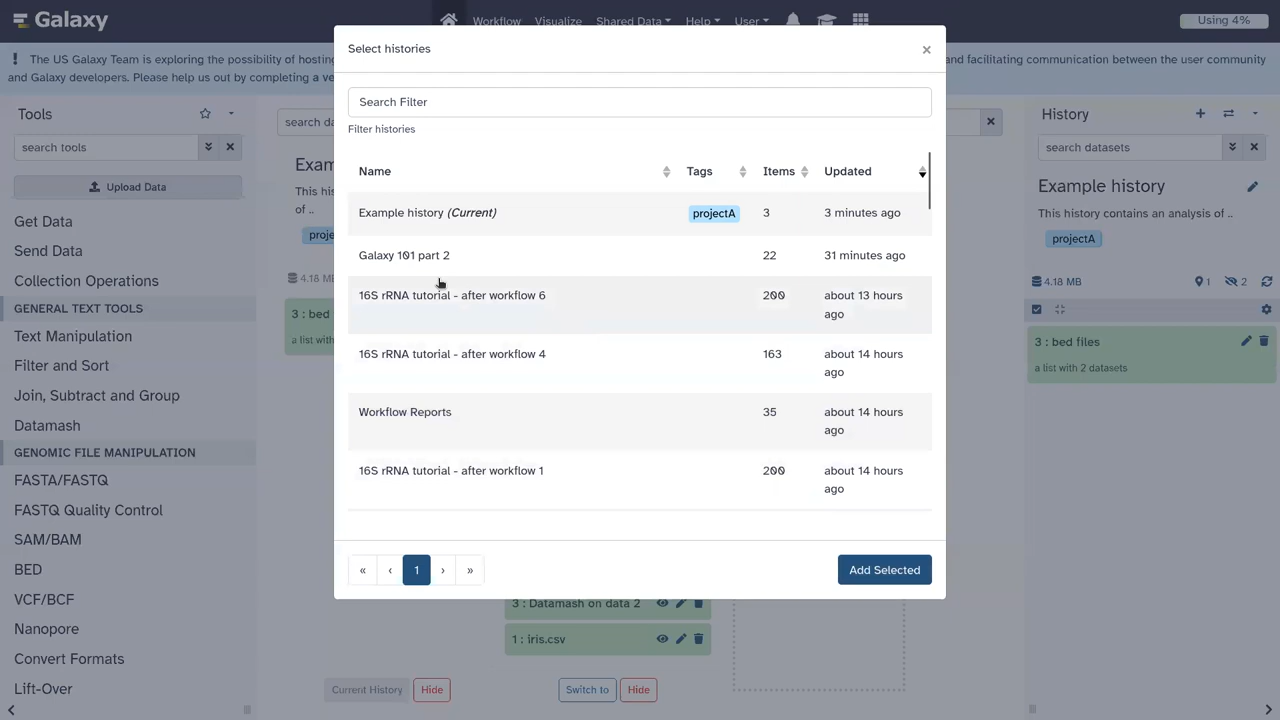 Galaxy
Workflow Visualize Shared Data Help User
Using 4%
The US Galaxy Team is exploring the possibility of hosting
and facilitating communication between the user community
and Galaxy developers. Please help us out by completing a
Tools
search tools
Upload Data
Get Data
Send Data
Collection Operations
GENERAL TEXT TOOLS
Text Manipulation
Filter and Sort
Join, Subtract and Group
Datamash
GENOMIC FILE MANIPULATION
FASTA/FASTQ
FASTQ Quality Control
SAM/BAM
BED
VCF/BCF
Nanopore
Convert Formats
Lift-Over
search
This
of ..
4.18
3 : bed
a list with
Select histories
×
Search Filter
Filter histories
Name Tags Items Updated
Example history (Current) projectA 3 3 minutes ago
Galaxy 101 part 2 22 31 minutes ago
16S rRNA tutorial - after workflow 6 200 about 13 hours
ago
16S rRNA tutorial - after workflow 4 163 about 14 hours
ago
Workflow Reports 35 about 14 hours
ago
16S rRNA tutorial - after workflow 1 200 about 14 hours
ago
« ‹ 1 › »
Add Selected
3 : Datamash on data 2
1 : iris.csv
Current History Hide
Switch to Hide
History
search datasets
Example history
This history contains an analysis of ..
projectA
4.18 MB 1 2
3 : bed files
a list with 2 datasets